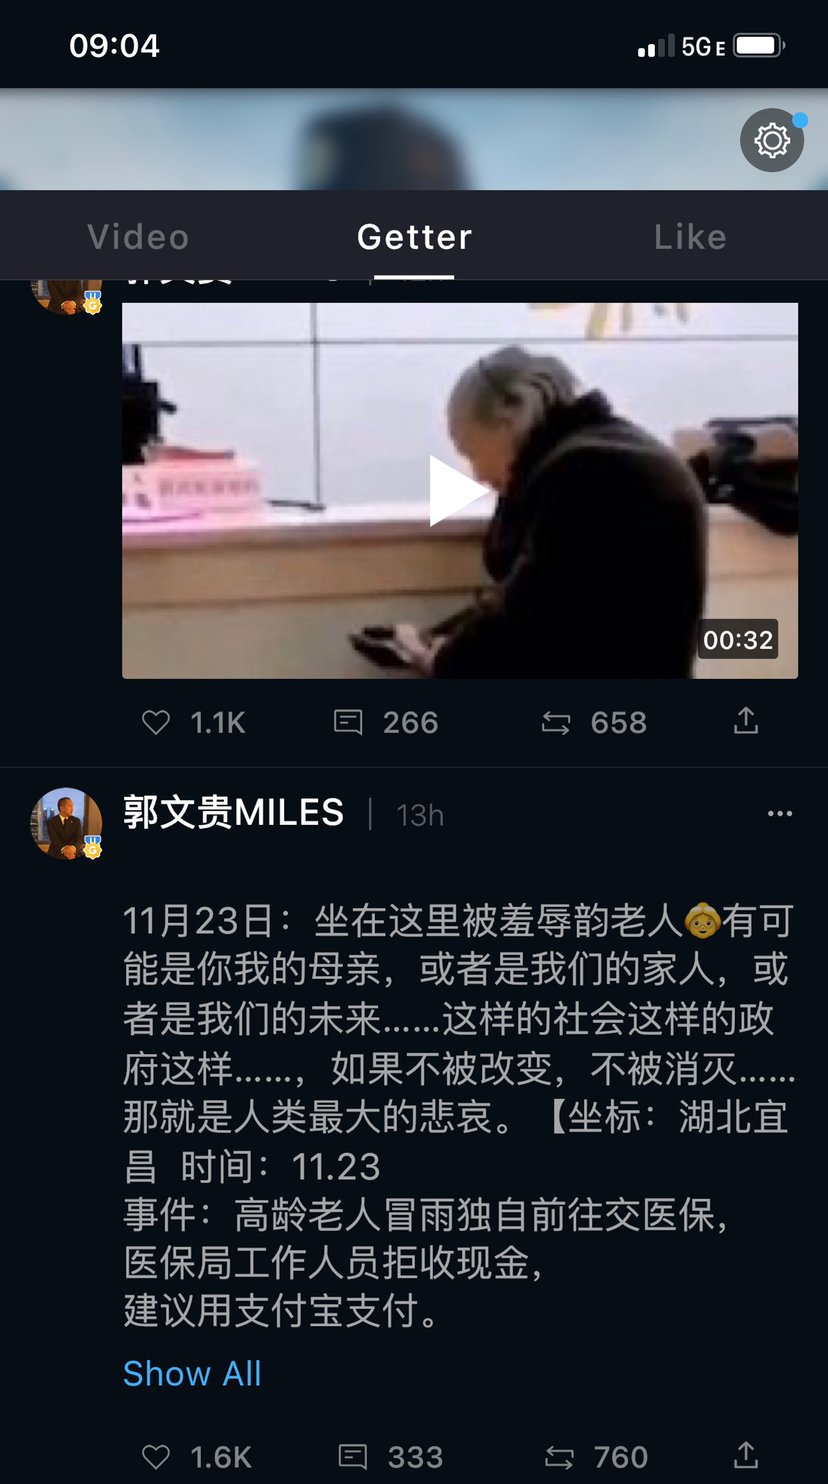 09:04
5G E
Video
Getter
Like
00:32
1.1K
266
658
郭文贵MILES | 13h
11月23日：坐在这里被羞辱韵老人👵有可
能是你我的母亲，或者是我们的家人，或
者是我们的未来……这样的社会这样的政
府这样……，如果不被改变，不被消灭……
那就是人类最大的悲哀。【坐标：湖北宜
昌 时间：11.23
事件：高龄老人冒雨独自前往交医保，
医保局工作人员拒收现金，
建议用支付宝支付。
Show All
1.6K
333
760